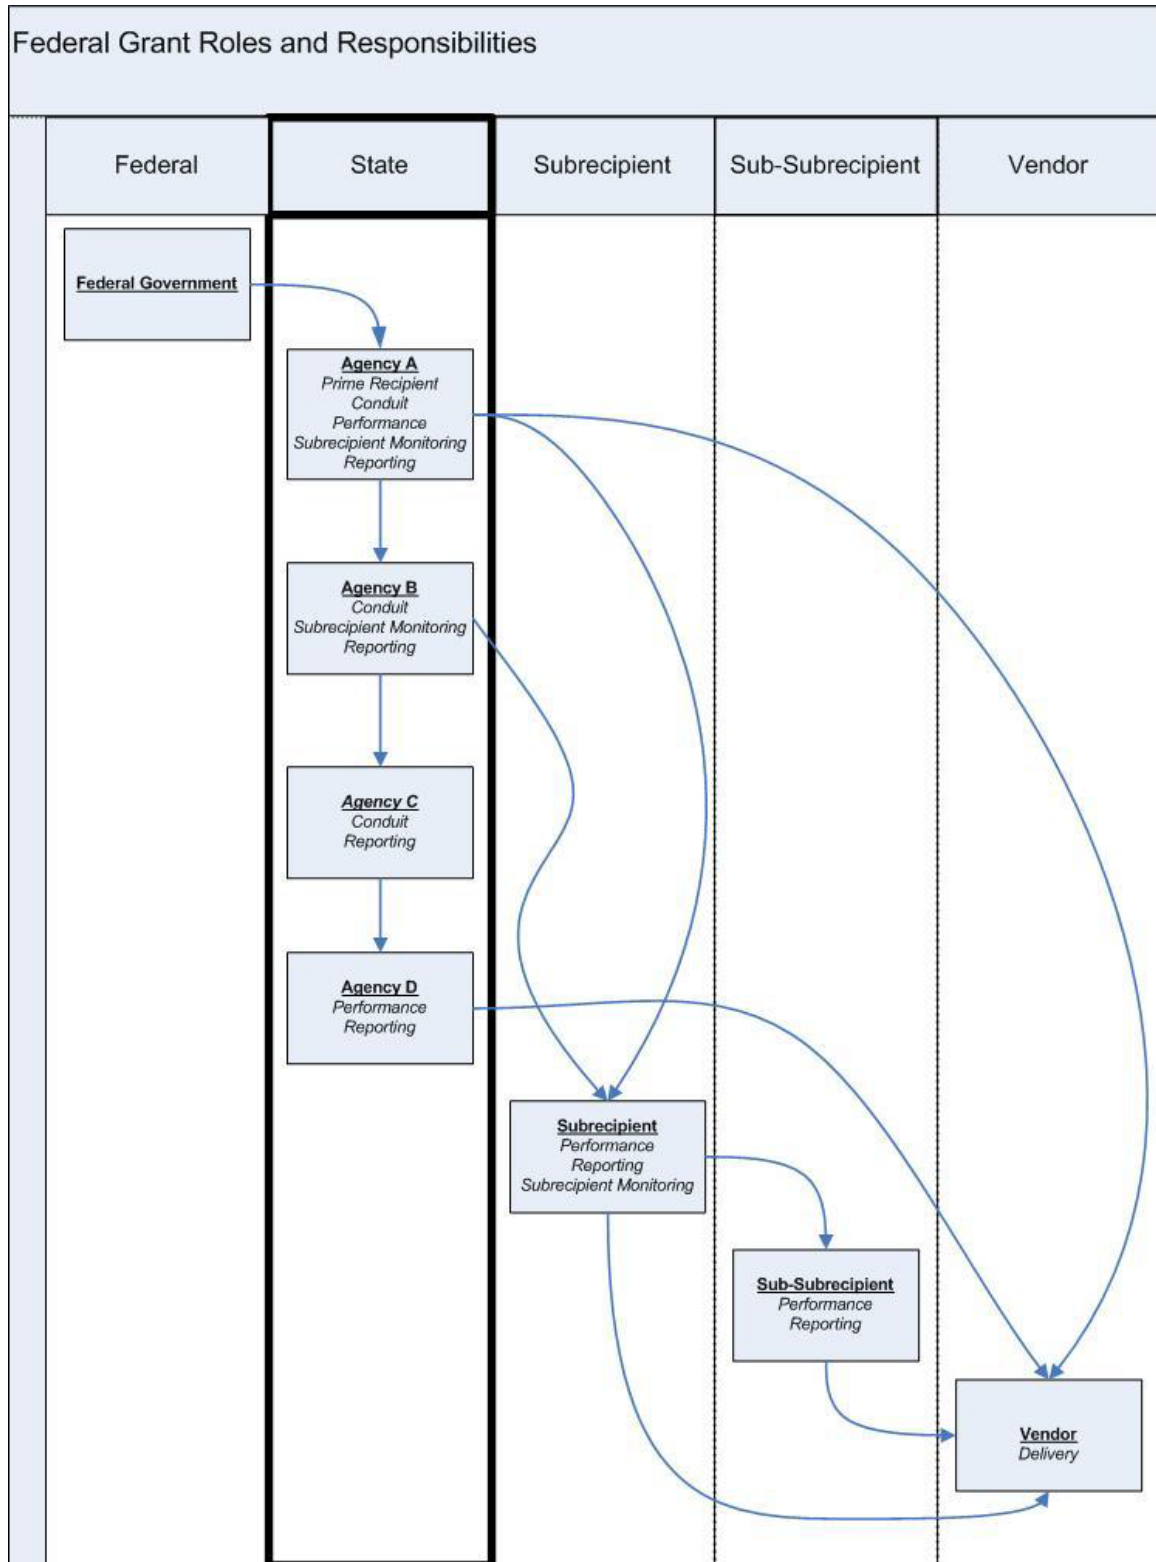 Federal Grant Roles and Responsibilities
Federal
State
Subrecipient
Sub-Subrecipient
Vendor
Federal Government
Agency A
Prime Recipient
Conduit
Performance
Subrecipient Monitoring
Reporting
Agency B
Conduit
Subrecipient Monitoring
Reporting
Agency C
Conduit
Reporting
Agency D
Performance
Reporting
Subrecipient
Performance
Reporting
Subrecipient Monitoring
Sub-Subrecipient
Performance
Reporting
Vendor
Delivery